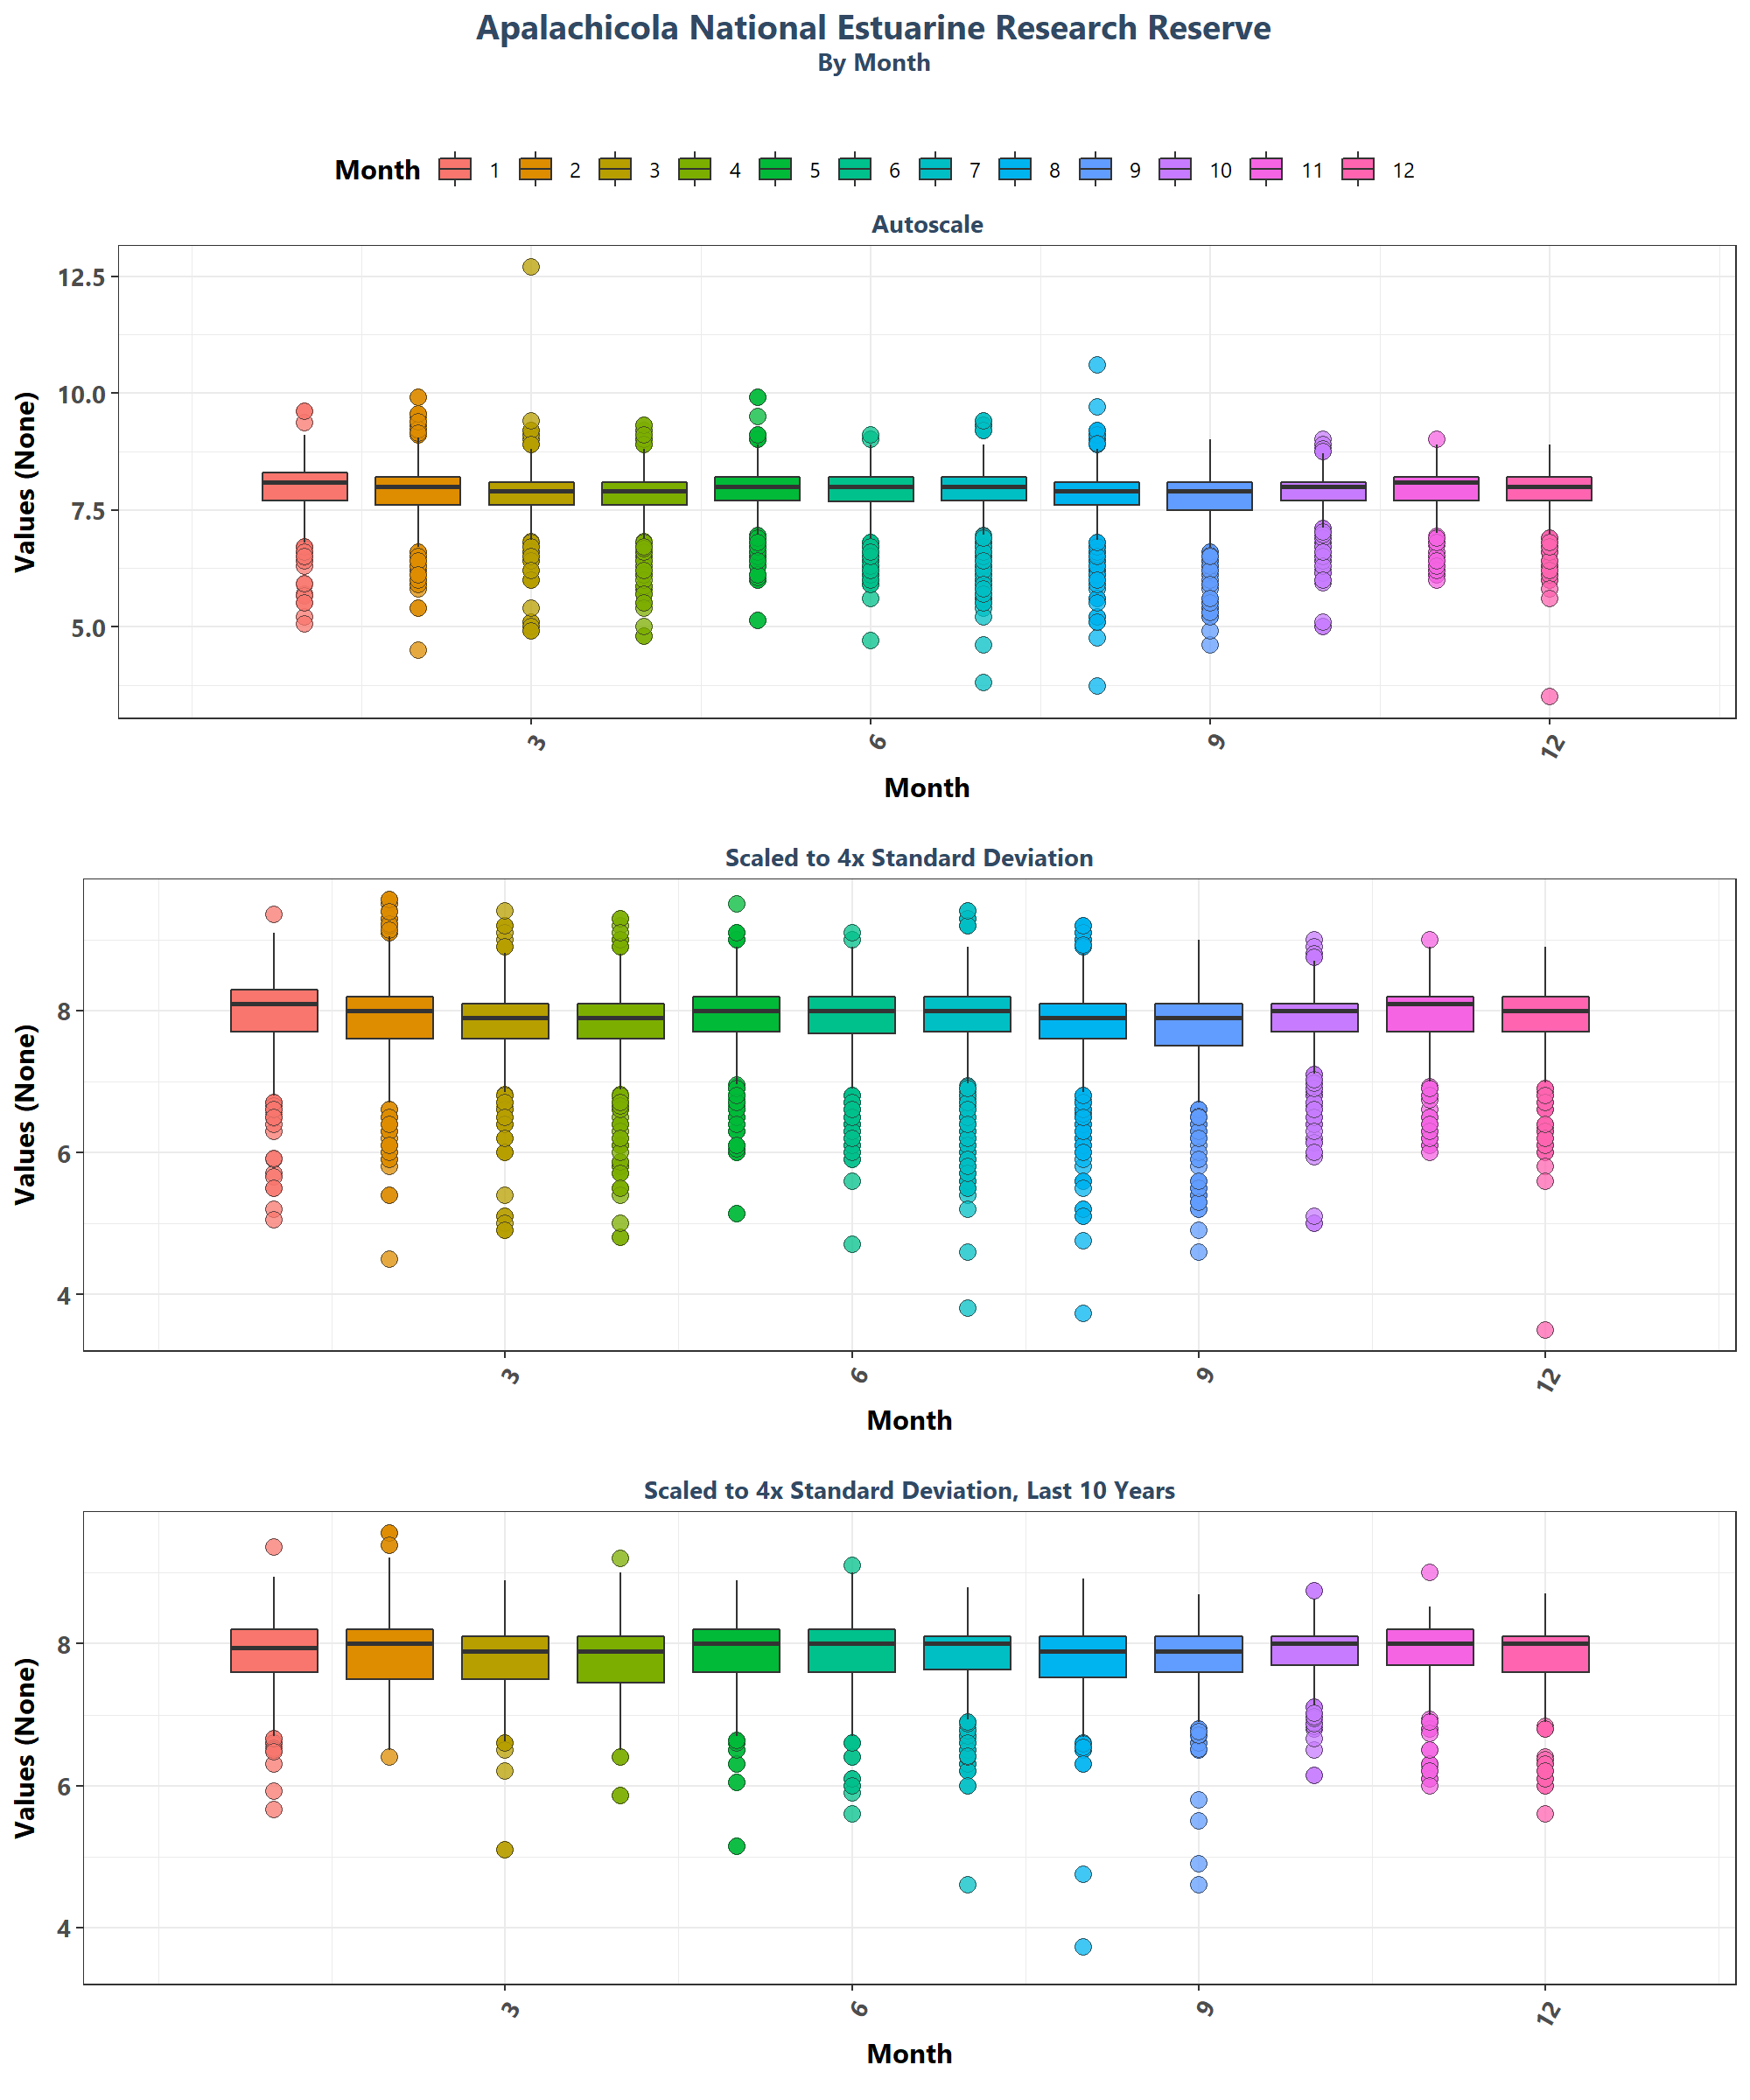 Apalachicola National Estuarine Research Reserve
By Month
Month 1 2 3 4 5 6 7 8 9 10 11 12
Autoscale
12.5
10.0
7.5
5.0
Values (None)
3 6 9 12
Month
Scaled to 4x Standard Deviation
8
6
4
Values (None)
3 6 9 12
Month
Scaled to 4x Standard Deviation, Last 10 Years
8
6
4
Values (None)
3 6 9 12
Month